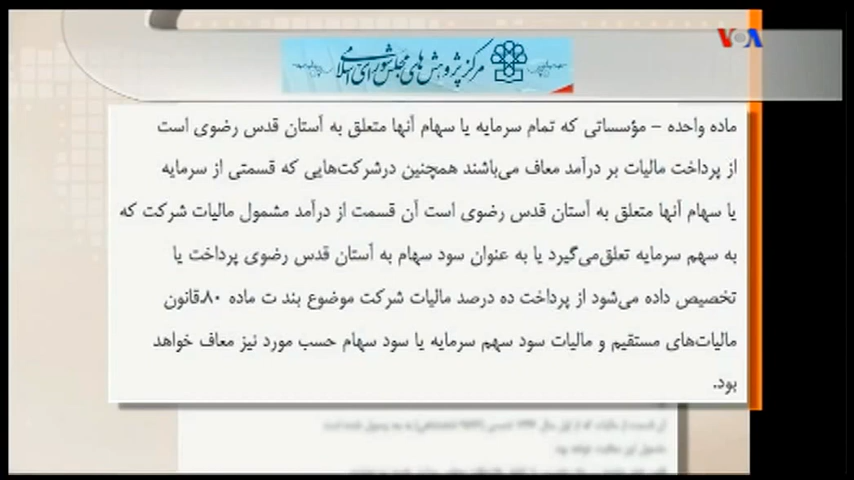 VOA
مرکز پژوهش های مجلس شورای اسلامی
ماده واحده – مؤسساتی که تمام سرمایه یا سهام آنها متعلق به آستان قدس رضوی است
از پرداخت مالیات بر درآمد معاف می‌باشند همچنین درشرکت‌هایی که قسمتی از سرمایه
یا سهام آنها متعلق به آستان قدس رضوی است آن قسمت از درآمد مشمول مالیات شرکت که
به سهم سرمایه تعلق‌می‌گیرد یا به عنوان سود سهام به آستان قدس رضوی پرداخت یا
تخصیص داده می‌شود از پرداخت ده درصد مالیات شرکت موضوع بند ت ماده ۸۰قانون
مالیات‌های مستقیم و مالیات سود سهم سرمایه یا سود سهام حسب مورد نیز معاف خواهد
بود.